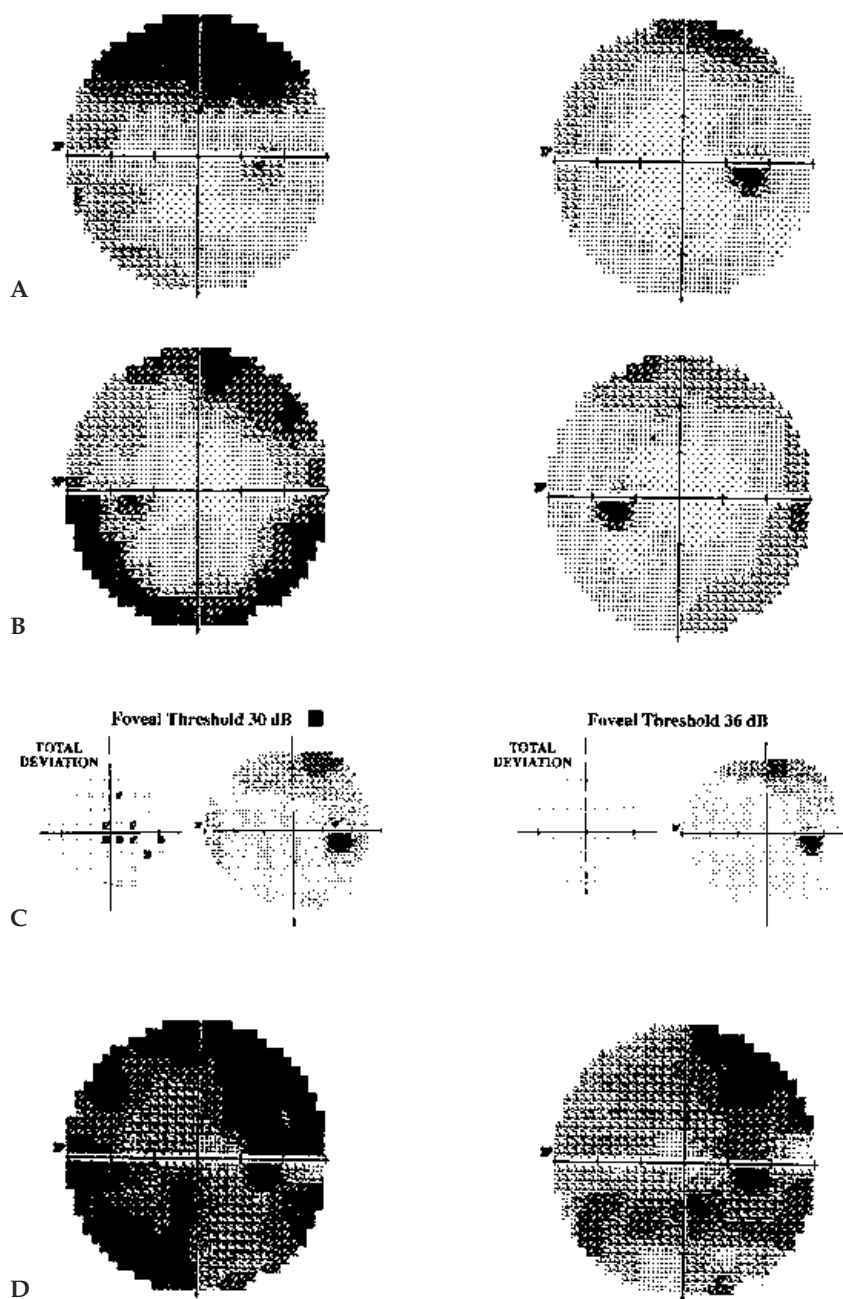 A
B
Foveal Threshold 30 dB
TOTAL
DEVIATION
Foveal Threshold 36 dB
TOTAL
DEVIATION
C
D